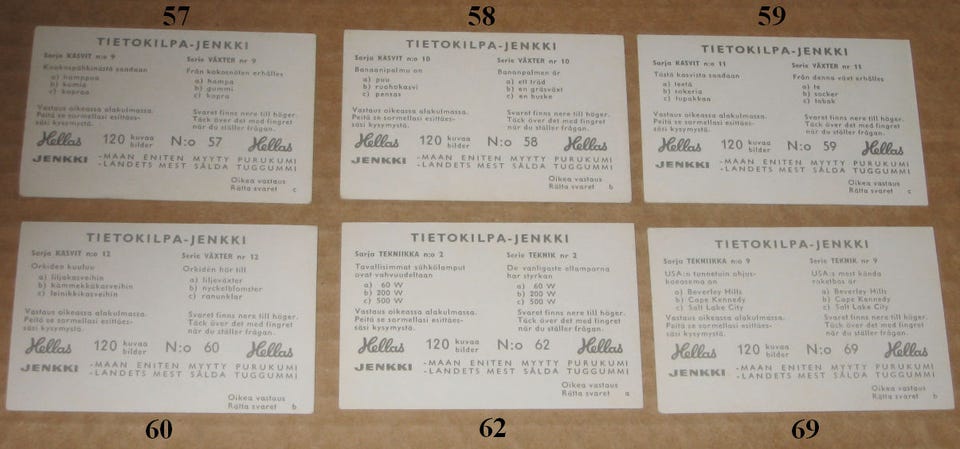 57
58
59
TIETOKILPA-JENKKI
Sarja KASVIT n:o 9
Serie VÄXTER nr 9
Kookospähkinästä saadaan
a) hamppua
b) kumia
c) kopraa
Från kokosnöten erhålles
a) hampa
b) gummi
c) kopra
Vastaus oikeassa alakulmassa.
Peitä se sormellasi esittäes-
säsi kysymystä.
Svaret finns nere till höger.
Täck över det med fingret
när du ställer frågan.
Hellas
120 kuvaa
bilder
N:o 57
Hellas
JENKKI
-MAAN ENITEN MYYTY PURUKUMI
-LANDETS MEST SÅLDA TUGGUMMI
Oikea vastaus
Rätta svaret c
TIETOKILPA-JENKKI
Sarja KASVIT n:o 10
Serie VÄXTER nr 10
Banaanipalmu on
a) puu
b) ruohokasvi
c) pensas
Bananpalmen är
a) ett träd
b) en gräsväxt
c) en buske
Vastaus oikeassa alakulmassa.
Peitä se sormellasi esittäes-
säsi kysymystä.
Svaret finns nere till höger.
Täck över det med fingret
när du ställer frågan.
Hellas
120 kuvaa
bilder
N:o 58
Hellas
JENKKI
-MAAN ENITEN MYYTY PURUKUMI
-LANDETS MEST SÅLDA TUGGUMMI
Oikea vastaus
Rätta svaret b
TIETOKILPA-JENKKI
Sarja KASVIT n:o 11
Serie VÄXTER nr 11
Tästä kasvista saadaan
a) teetä
b) sokeria
c) tupakkaa
Från denna växt erhålles
a) te
b) socker
c) tobak
Vastaus oikeassa alakulmassa.
Peitä se sormellasi esittäes-
säsi kysymystä.
Svaret finns nere till höger.
Täck över det med fingret
när du ställer frågan.
Hellas
120 kuvaa
bilder
N:o 59
Hellas
JENKKI
-MAAN ENITEN MYYTY PURUKUMI
-LANDETS MEST SÅLDA TUGGUMMI
Oikea vastaus
Rätta svaret c
TIETOKILPA-JENKKI
Sarja KASVIT n:o 12
Serie VÄXTER nr 12
Orkidea kuuluu
a) liljakasveihin
b) kämmekkäkasveihin
c) leinikkikasveihin
Orkidén hör till
a) liljeväxter
b) nyckelblomster
c) ranunklar
Vastaus oikeassa alakulmassa.
Peitä se sormellasi esittäes-
säsi kysymystä.
Svaret finns nere till höger.
Täck över det med fingret
när du ställer frågan.
Hellas
120 kuvaa
bilder
N:o 60
Hellas
JENKKI
-MAAN ENITEN MYYTY PURUKUMI
-LANDETS MEST SÅLDA TUGGUMMI
Oikea vastaus
Rätta svaret b
TIETOKILPA-JENKKI
Sarja TEKNIIKKA n:o 2
Serie TEKNIK nr 2
Tavallisimmat sähkölamput
ovat vahvuudeltaan
a) 60 W
b) 200 W
c) 500 W
De vanligaste ellamporna
har styrkan
a) 60 W
b) 200 W
c) 500 W
Vastaus oikeassa alakulmassa.
Peitä se sormellasi esittäes-
säsi kysymystä.
Svaret finns nere till höger.
Täck över det med fingret
när du ställer frågan.
Hellas
120 kuvaa
bilder
N:o 62
Hellas
JENKKI
-MAAN ENITEN MYYTY PURUKUMI
-LANDETS MEST SÅLDA TUGGUMMI
Oikea vastaus
Rätta svaret a
TIETOKILPA-JENKKI
Sarja TEKNIIKKA n:o 9
Serie TEKNIK nr 9
USA:n tunnetuin ohjus-
koeasema on
a) Beverley Hills
b) Cape Kennedy
c) Salt Lake City
USA:s mest kända
raketbas är
a) Beverley Hills
b) Cape Kennedy
c) Salt Lake City
Vastaus oikeassa alakulmassa.
Peitä se sormellasi esittäes-
säsi kysymystä.
Svaret finns nere till höger.
Täck över det med fingret
när du ställer frågan.
Hellas
120 kuvaa
bilder
N:o 69
Hellas
JENKKI
-MAAN ENITEN MYYTY PURUKUMI
-LANDETS MEST SÅLDA TUGGUMMI
Oikea vastaus
Rätta svaret b
60
62
69